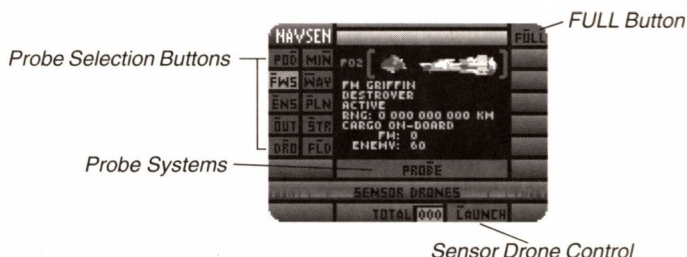 FULL Button
NAVSEN
FULL
Probe Selection Buttons
POD MIN
PO2
FWS WAY
FW GRIFFIN
DESTROYER
ENS PLN
ACTIVE
RNG: 0 000 000 000 KM
OUT STR
CARGO ON-BOARD
FW: 0
DRO FLD
ENEMY: 60
Probe Systems
PROBE
SENSOR DRONES
TOTAL 000 LAUNCH
Sensor Drone Control